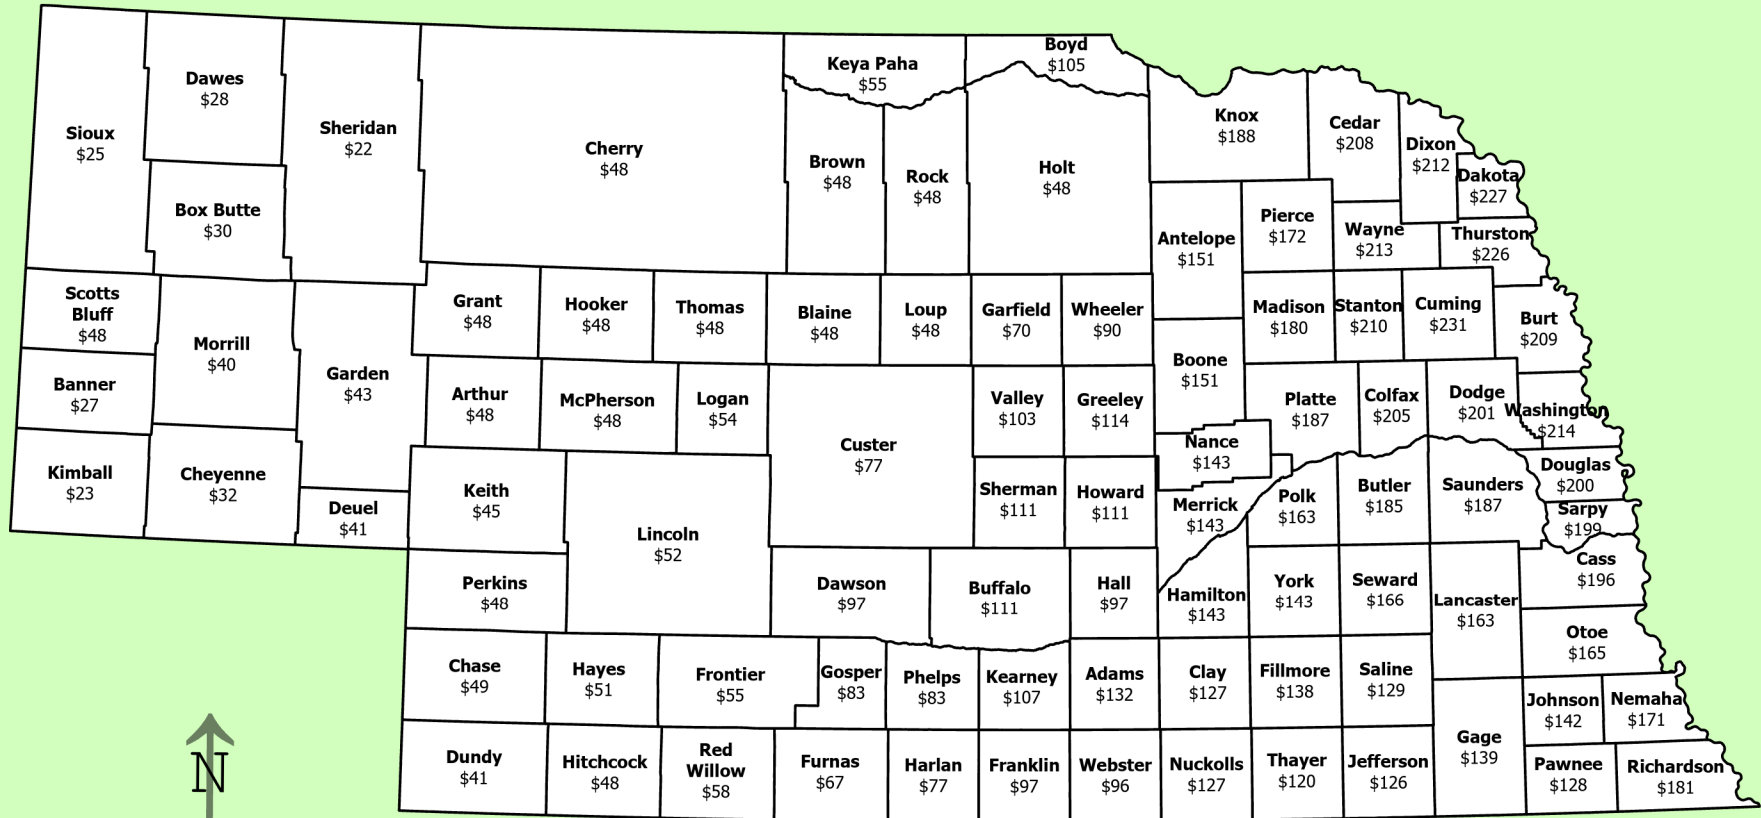 Boyd
$105
Keya Paha
$55
Dawes
$28
Sioux
$25
Sheridan
$22
Cherry
$48
Brown
$48
Rock
$48
Holt
$48
Knox
$188
Cedar
$208
Dixon
$212
Dakota
$227
Box Butte
$30
Antelope
$151
Pierce
$172
Wayne
$213
Thurston
$226
Scotts
Bluff
$48
Morrill
$40
Garden
$43
Grant
$48
Hooker
$48
Thomas
$48
Blaine
$48
Loup
$48
Garfield
$70
Wheeler
$90
Madison
$180
Stanton
$210
Cuming
$231
Burt
$209
Banner
$27
Arthur
$48
McPherson
$48
Logan
$54
Custer
$77
Valley
$103
Greeley
$114
Boone
$151
Platte
$187
Colfax
$205
Dodge
$201
Washington
$214
Nance
$143
Kimball
$23
Cheyenne
$32
Deuel
$41
Keith
$45
Lincoln
$52
Sherman
$111
Howard
$111
Merrick
$143
Polk
$163
Butler
$185
Saunders
$187
Douglas
$200
Sarpy
$199
Perkins
$48
Dawson
$97
Buffalo
$111
Hall
$97
Hamilton
$143
York
$143
Seward
$166
Lancaster
$163
Cass
$196
Otoe
$165
Chase
$49
Hayes
$51
Frontier
$55
Gosper
$83
Phelps
$83
Kearney
$107
Adams
$132
Clay
$127
Fillmore
$138
Saline
$129
Johnson
$142
Nemaha
$171
Dundy
$41
Hitchcock
$48
Red
Willow
$58
Furnas
$67
Harlan
$77
Franklin
$97
Webster
$96
Nuckolls
$127
Thayer
$120
Jefferson
$126
Gage
$139
Pawnee
$128
Richardson
$181
N